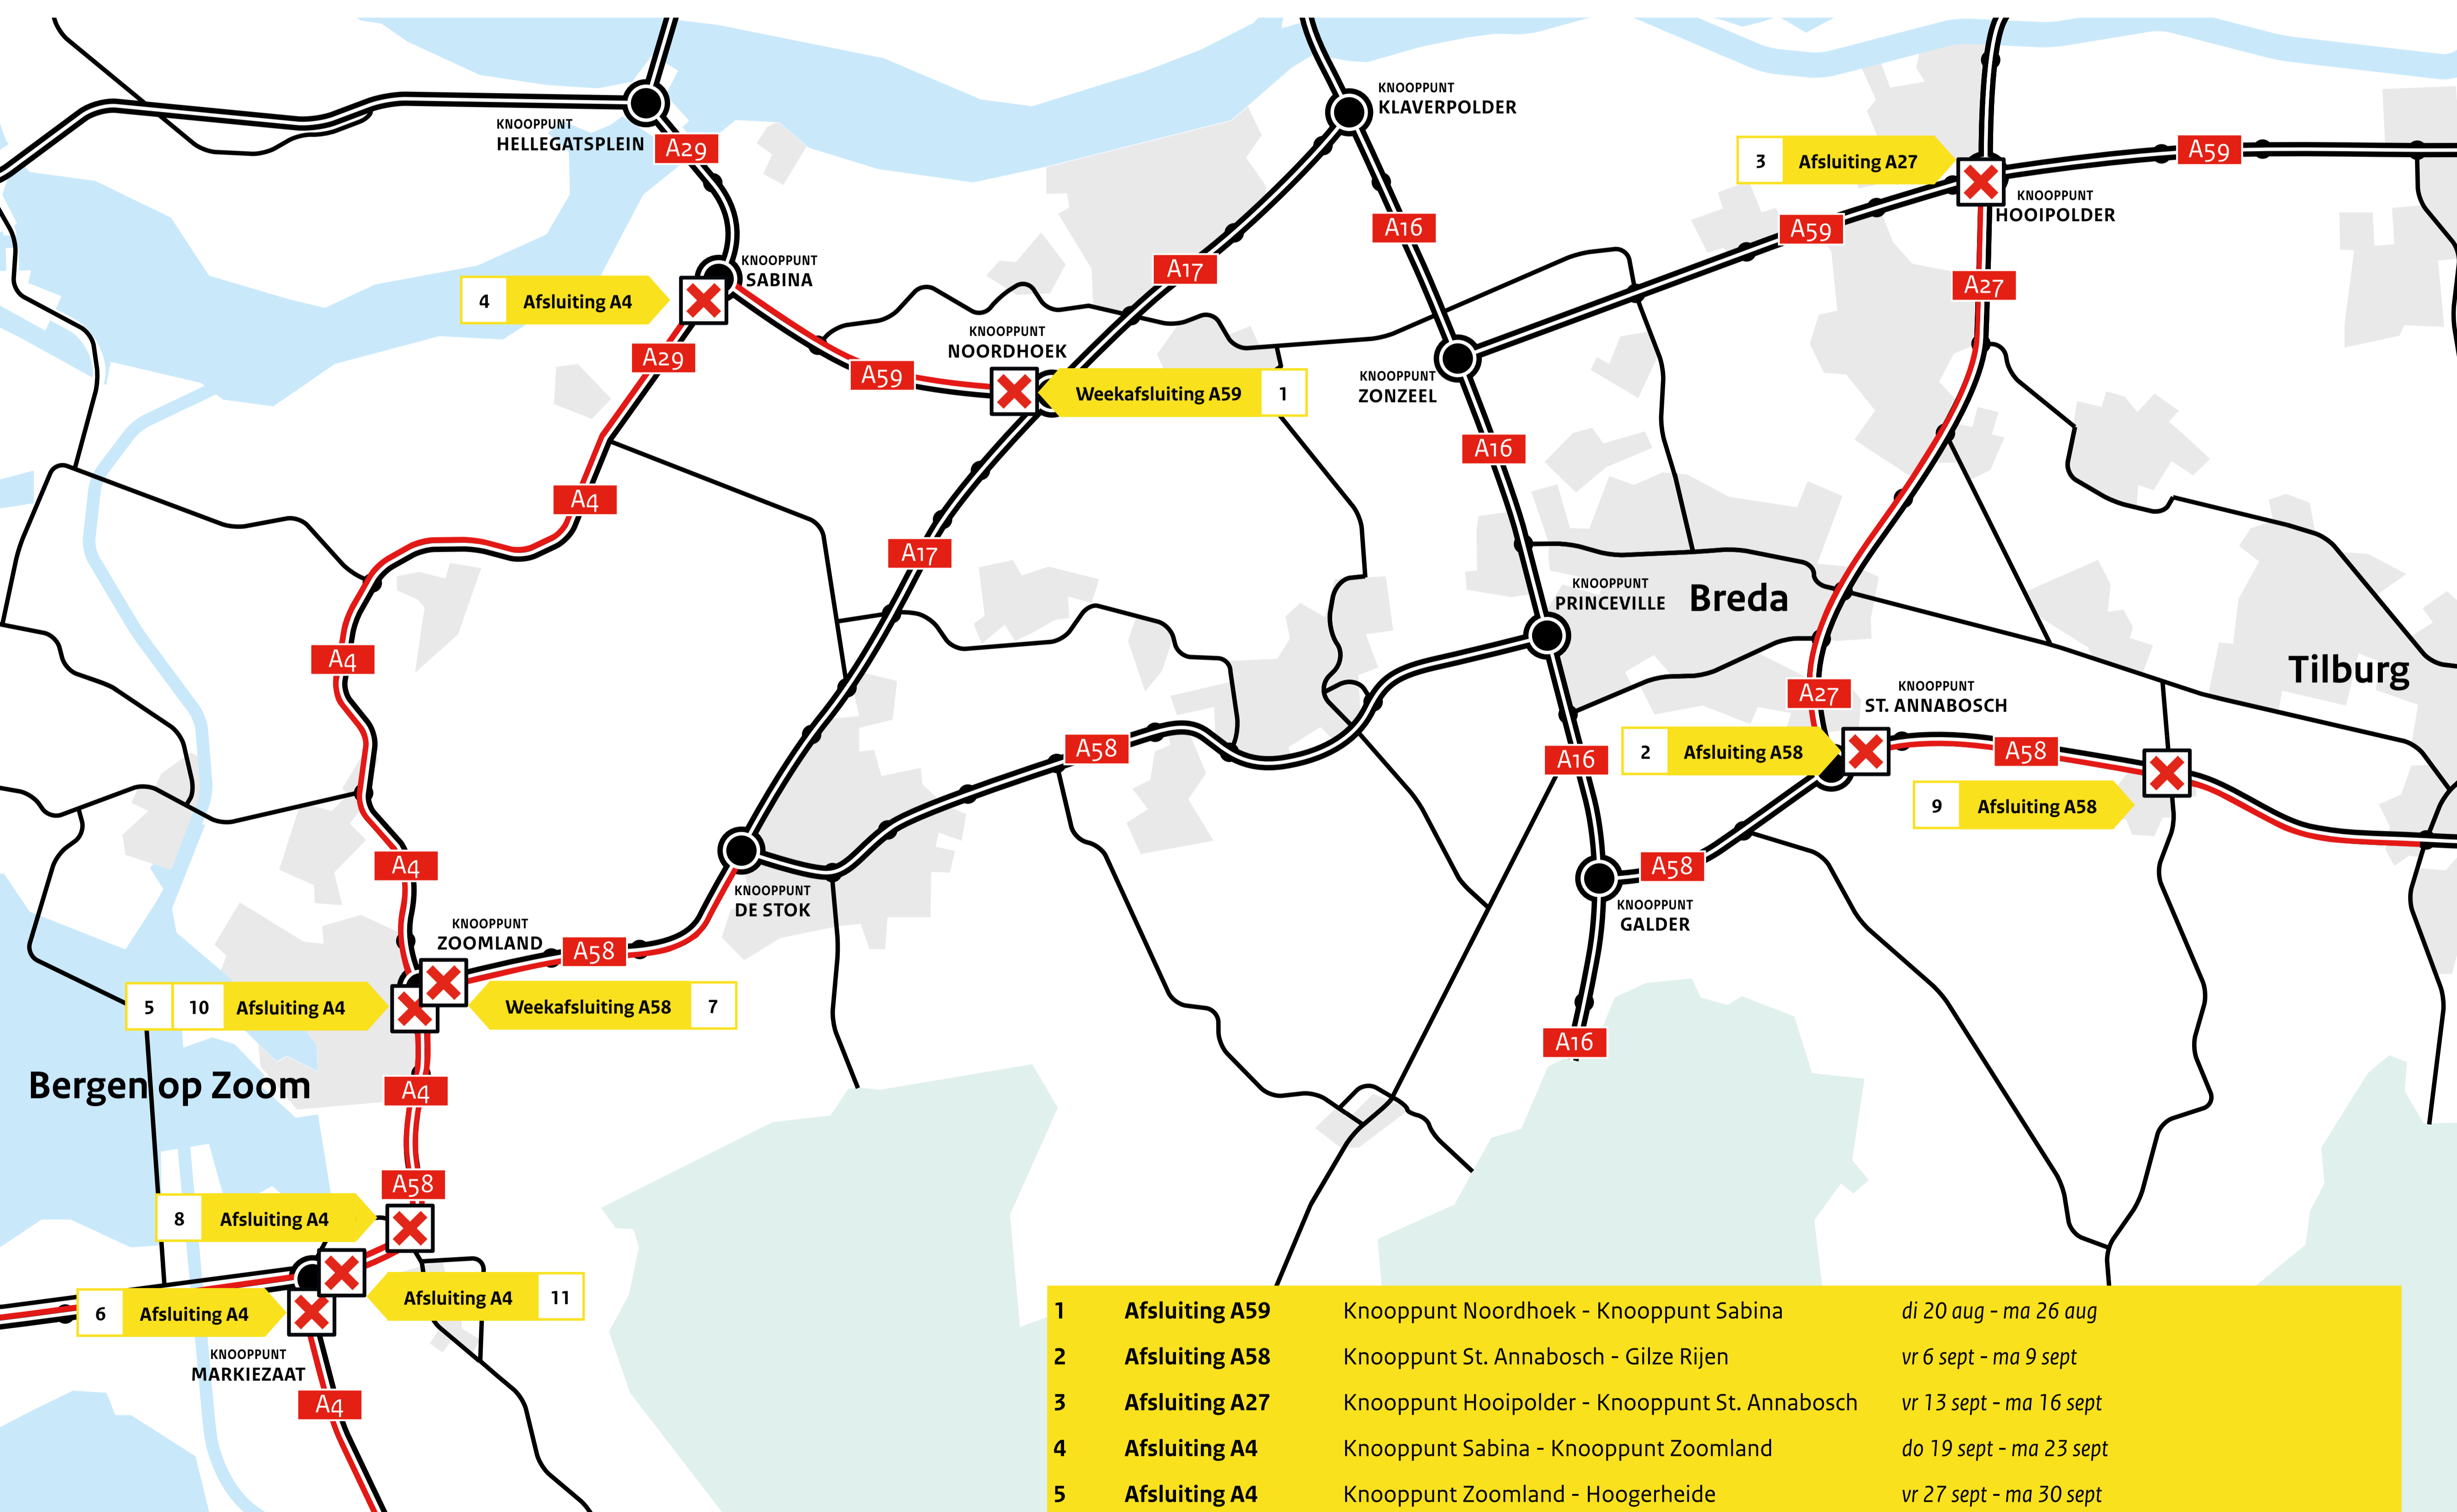 KNOOPPUNT
HELLEGATSPLEIN
A29
KNOOPPUNT
KLAVERPOLDER
3 Afsluiting A27
A59
KNOOPPUNT
HOOIPOLDER
A16
A59
KNOOPPUNT
SABINA
A17
A27
4 Afsluiting A4
KNOOPPUNT
NOORDHOEK
A29
A59
Weekafsluiting A59 1
KNOOPPUNT
ZONZEEL
A16
A4
A17
KNOOPPUNT
PRINCEVILLE
Breda
A4
Tilburg
A27
KNOOPPUNT
ST. ANNABOSCH
A58
A16
2 Afsluiting A58
A58
9 Afsluiting A58
A4
A58
KNOOPPUNT
DE STOK
KNOOPPUNT
GALDER
KNOOPPUNT
ZOOMLAND
A58
5 10 Afsluiting A4
Weekafsluiting A58 7
A16
Bergen op Zoom
A4
A58
8 Afsluiting A4
6 Afsluiting A4
Afsluiting A4 11
KNOOPPUNT
MARKIEZAAT
A4
1 Afsluiting A59 Knooppunt Noordhoek - Knooppunt Sabina di 20 aug - ma 26 aug
2 Afsluiting A58 Knooppunt St. Annabosch - Gilze Rijen vr 6 sept - ma 9 sept
3 Afsluiting A27 Knooppunt Hooipolder - Knooppunt St. Annabosch vr 13 sept - ma 16 sept
4 Afsluiting A4 Knooppunt Sabina - Knooppunt Zoomland do 19 sept - ma 23 sept
5 Afsluiting A4 Knooppunt Zoomland - Hoogerheide vr 27 sept - ma 30 sept